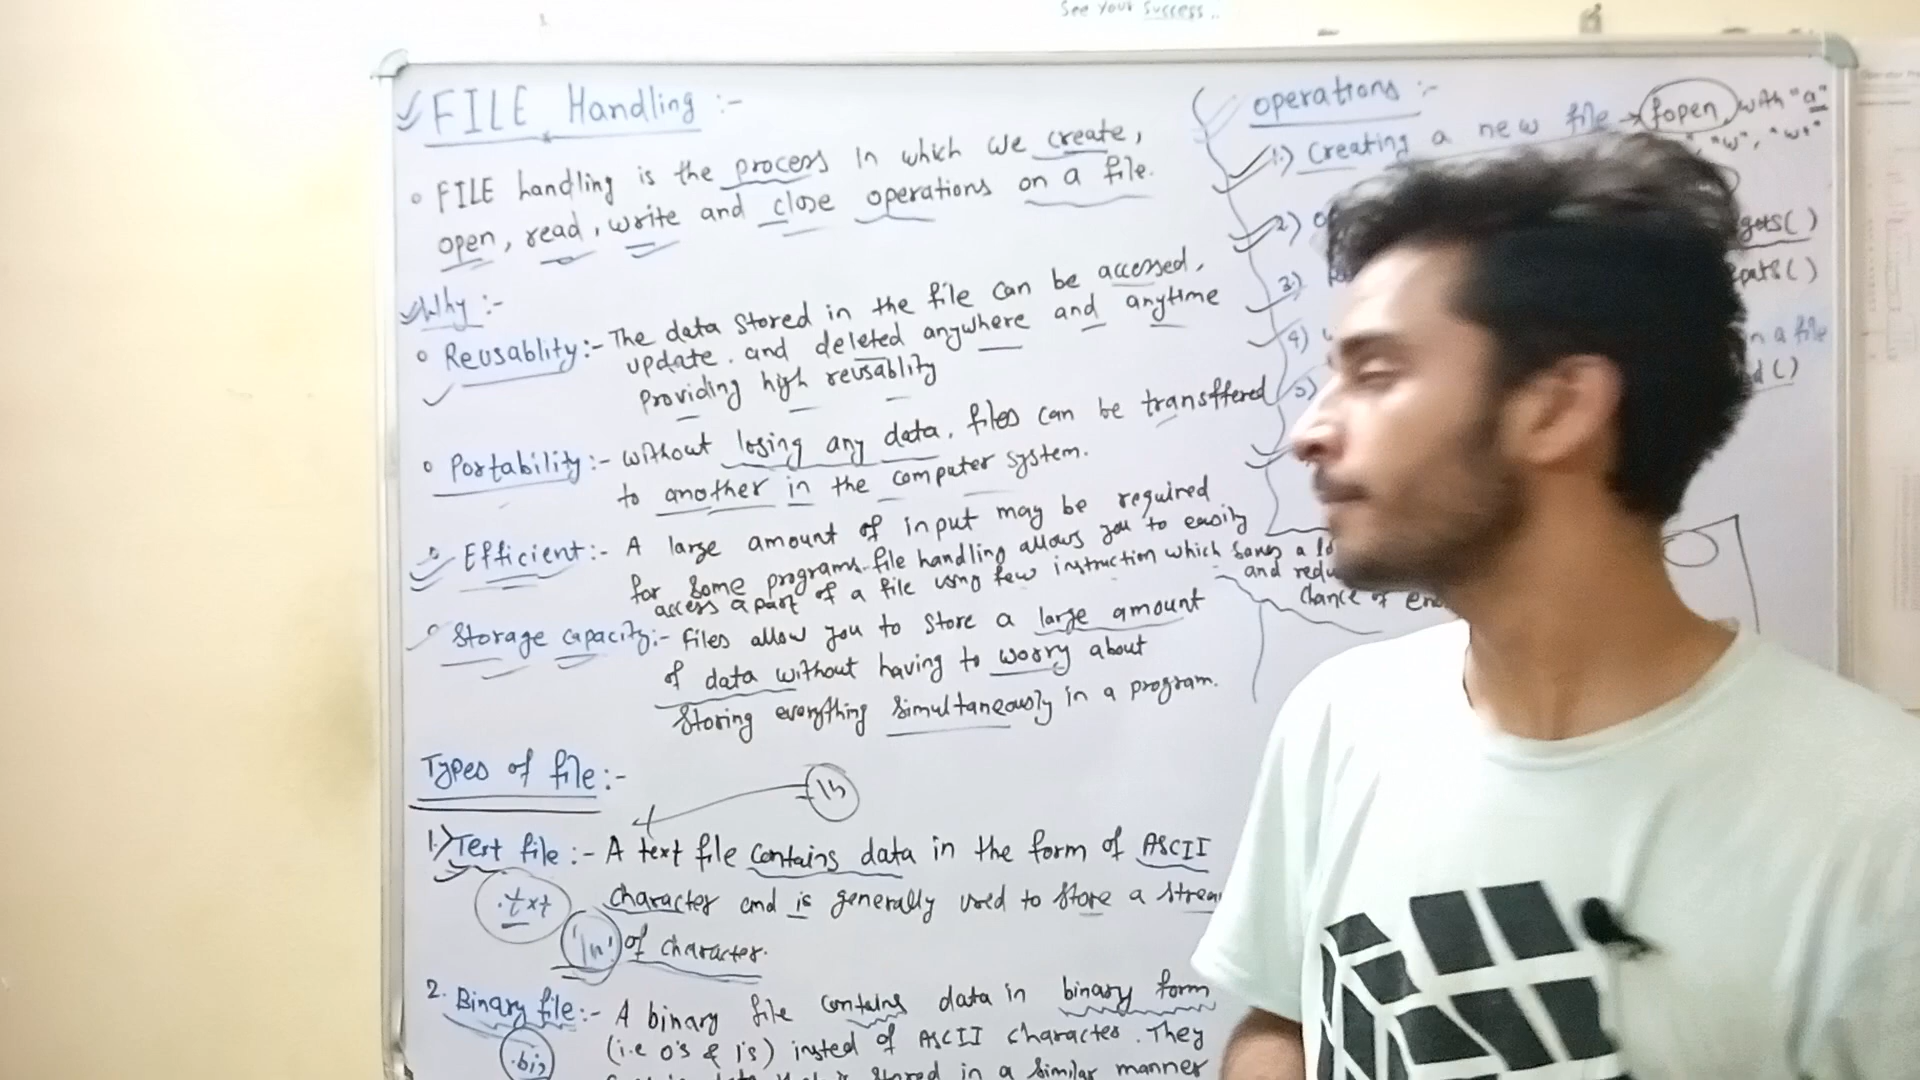 See Your Success..
FILE Handling :-
FILE handling is the process in which we create,
open, read, write and close operations on a file.
Why :-
Reusablity :- The data stored in the file can be accessed,
update. and deleted anywhere and anytime
Providing high reusablity
Portability :- without losing any data, files can be transffered
to another in the computer system.
Efficient :- A large amount of input may be required
for some programs. file handling allows you to easily
access a part of a file using few instruction which saves a lo
and redu
chance of
Storage capacity :- Files allow you to store a large amount
of data without having to worry about
Storing everything simultaneously in a program.
Types of file :-
1.) Text file :- A text file contains data in the form of ASCII
.txt character and is generally used to store a stream
'\n' of character.
2. Binary file :- A binary file contains data in binary form
.bin (i.e 0's & 1's) insted of ASCII character. They
stored in a similar manner
operations :-
1.) Creating a new file → fopen with "a"
"w", "w+"
2.)
gets()
3.)
puts()
4)
in a file
5)
()